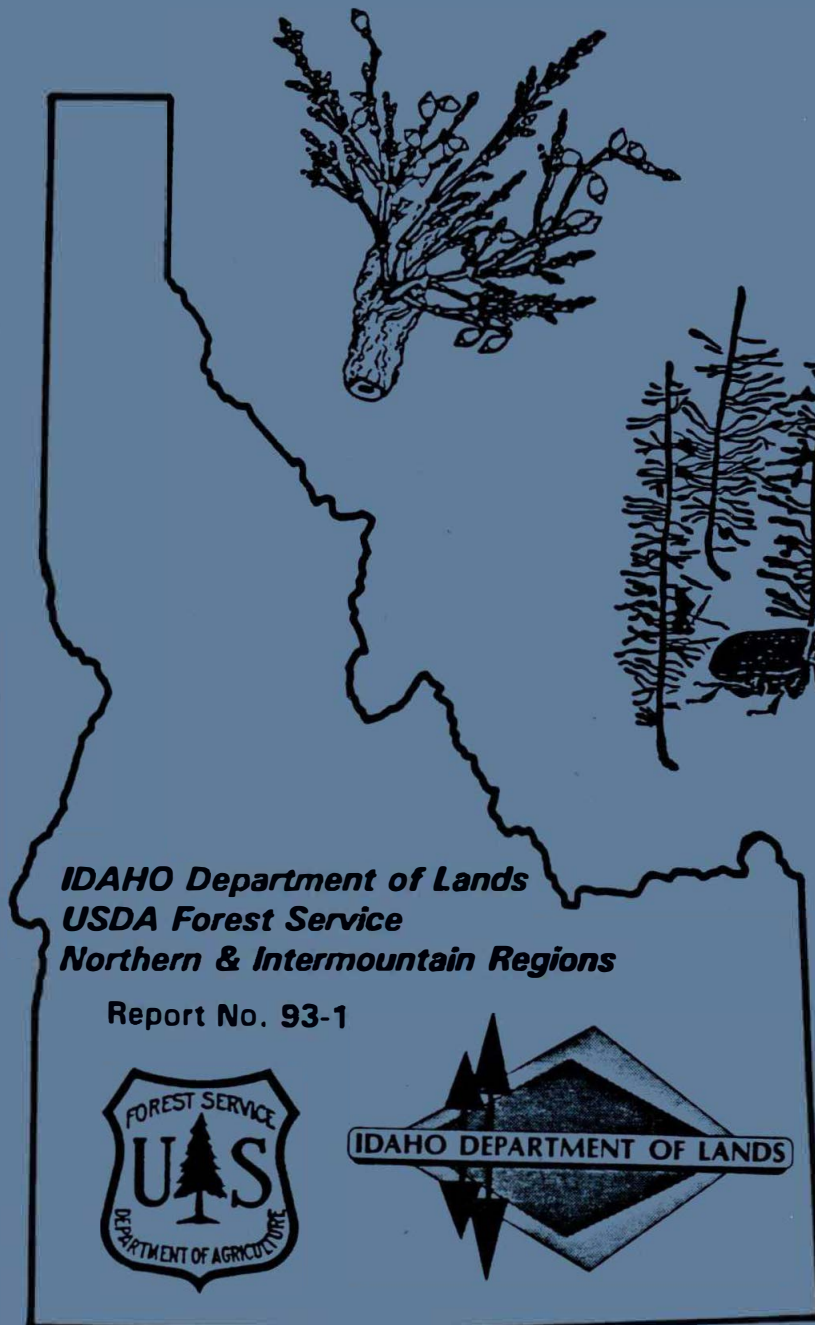 IDAHO Department of Lands
USDA Forest Service
Northern & Intermountain Regions
Report No. 93-1
FOREST SERVICE
U S
DEPARTMENT OF AGRICULTURE
IDAHO DEPARTMENT OF LANDS